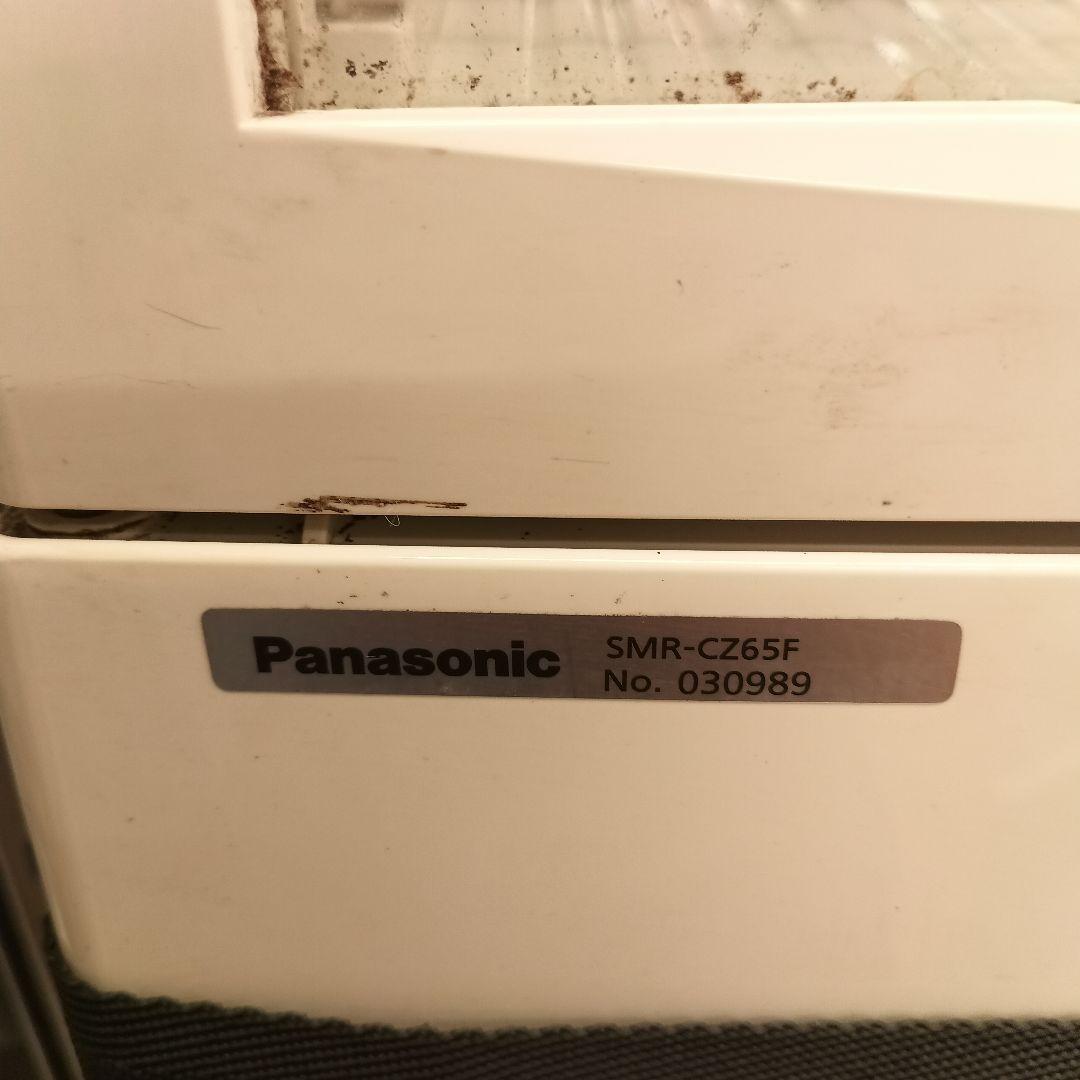 Panasonic
SMR-CZ65F
No. 030989